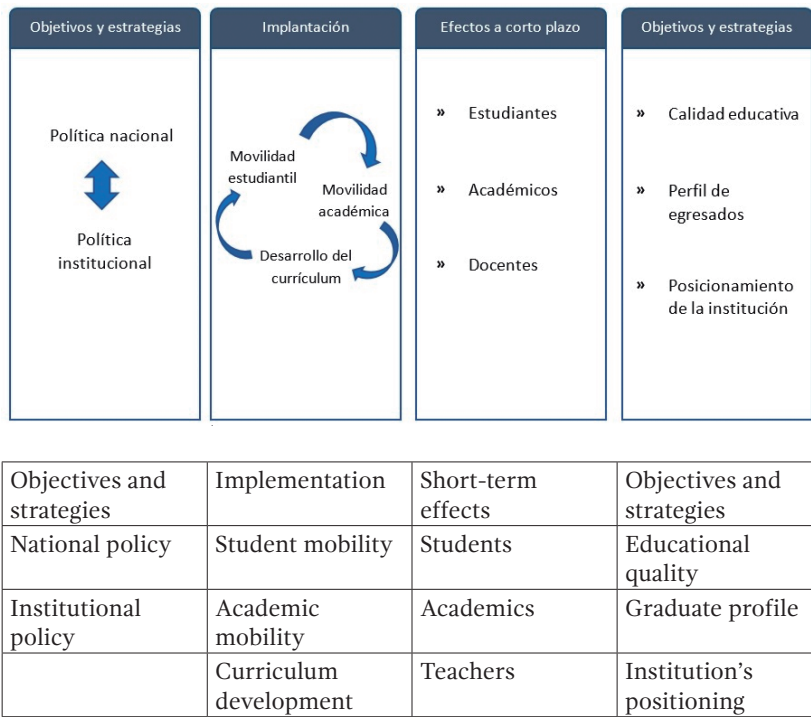 Objetivos y estrategias
Política nacional
Política
institucional
Implantación
Movilidad
estudiantil
Movilidad
académica
Desarrollo del
currículum
Efectos a corto plazo
» Estudiantes
» Académicos
» Docentes
Objetivos y estrategias
» Calidad educativa
» Perfil de
egresados
» Posicionamiento
de la institución
Objectives and
strategies
Implementation
Short-term
effects
Objectives and
strategies
National policy
Student mobility
Students
Educational
quality
Institutional
policy
Academic
mobility
Academics
Graduate profile
Curriculum
development
Teachers
Institution’s
positioning